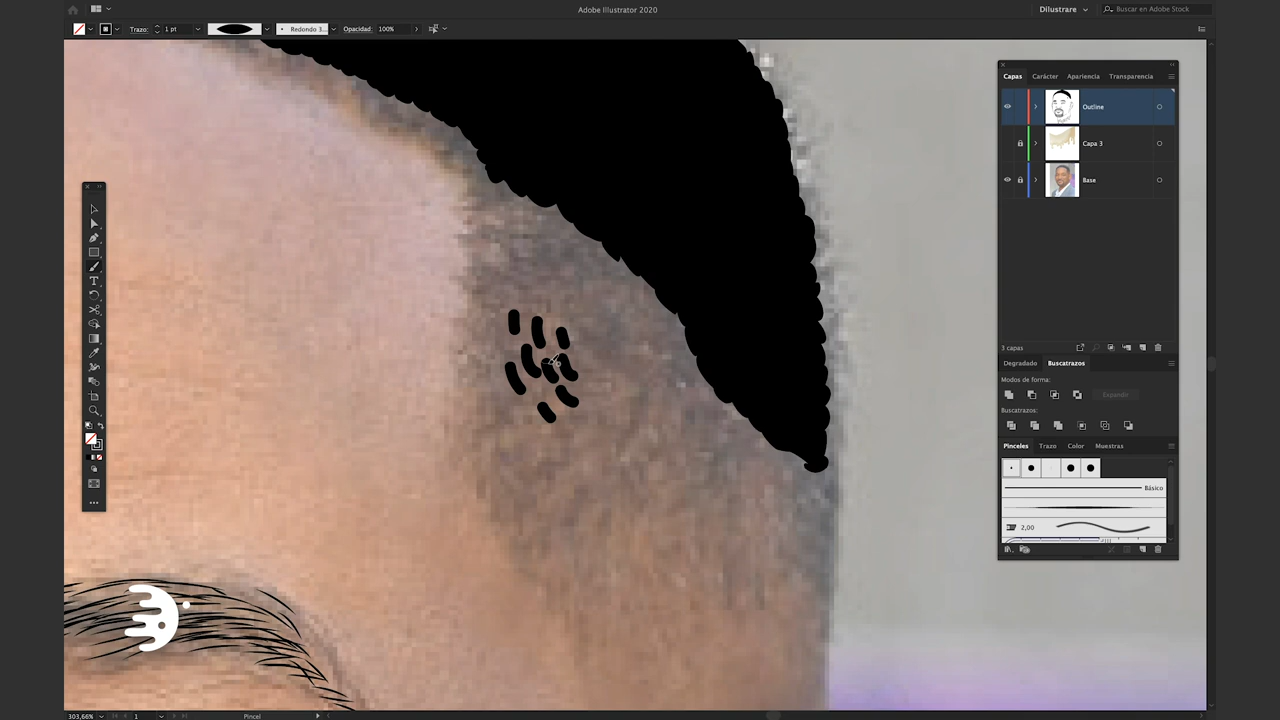 Adobe Illustrator 2020
Dilustrare
Buscar en Adobe Stock
Trazo:
1 pt
Redondo 3...
Opacidad:
100%
Capas
Carácter
Apariencia
Transparencia
Outline
Capa 3
Base
3 capas
Degradado
Buscatrazos
Modos de forma:
Expandir
Buscatrazos:
Pinceles
Trazo
Color
Muestras
Básico
2,00
303,66%
1
Pincel